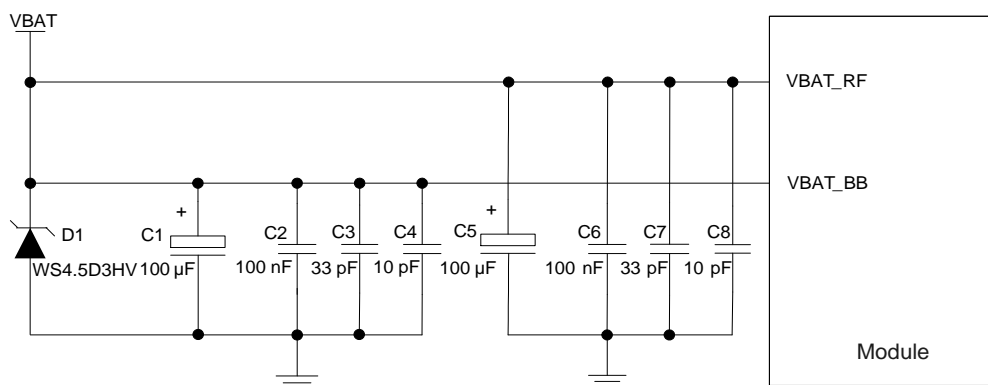 VBAT
VBAT_RF
VBAT_BB
+
+
D1 C1 C2 C3 C4 C5 C6 C7 C8
WS4.5D3HV 100 µF 100 nF 33 pF 10 pF 100 µF 100 nF 33 pF 10 pF
Module